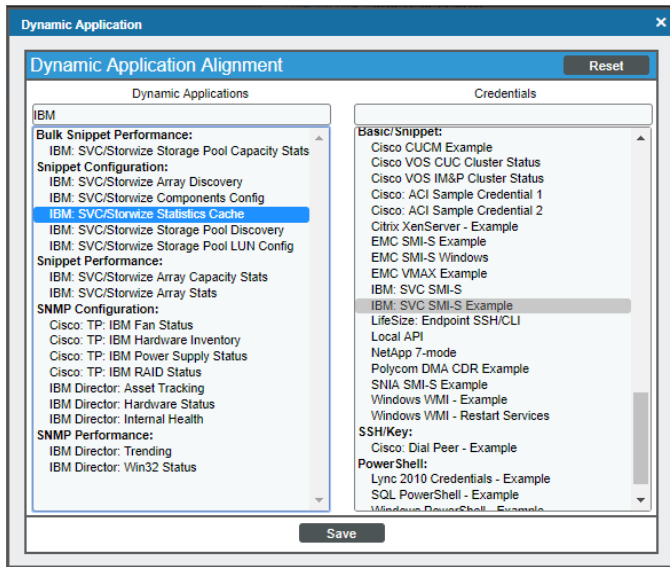 Dynamic Application
×
Dynamic Application Alignment
Reset
Dynamic Applications
IBM
Bulk Snippet Performance:
IBM: SVC/Storwize Storage Pool Capacity Stats
Snippet Configuration:
IBM: SVC/Storwize Array Discovery
IBM: SVC/Storwize Components Config
IBM: SVC/Storwize Statistics Cache
IBM: SVC/Storwize Storage Pool Discovery
IBM: SVC/Storwize Storage Pool LUN Config
Snippet Performance:
IBM: SVC/Storwize Array Capacity Stats
IBM: SVC/Storwize Array Stats
SNMP Configuration:
Cisco: TP: IBM Fan Status
Cisco: TP: IBM Hardware Inventory
Cisco: TP: IBM Power Supply Status
Cisco: TP: IBM RAID Status
IBM Director: Asset Tracking
IBM Director: Hardware Status
IBM Director: Internal Health
SNMP Performance:
IBM Director: Trending
IBM Director: Win32 Status
Credentials
Basic/Snippet:
Cisco CUCM Example
Cisco VOS CUC Cluster Status
Cisco VOS IM&P Cluster Status
Cisco: ACI Sample Credential 1
Cisco: ACI Sample Credential 2
Citrix XenServer - Example
EMC SMI-S Example
EMC SMI-S Windows
EMC VMAX Example
IBM: SVC SMI-S
IBM: SVC SMI-S Example
LifeSize: Endpoint SSH/CLI
Local API
NetApp 7-mode
Polycom DMA CDR Example
SNIA SMI-S Example
Windows WMI - Example
Windows WMI - Restart Services
SSH/Key:
Cisco: Dial Peer - Example
PowerShell:
Lync 2010 Credentials - Example
SQL PowerShell - Example
Windows PowerShell - Example
Save